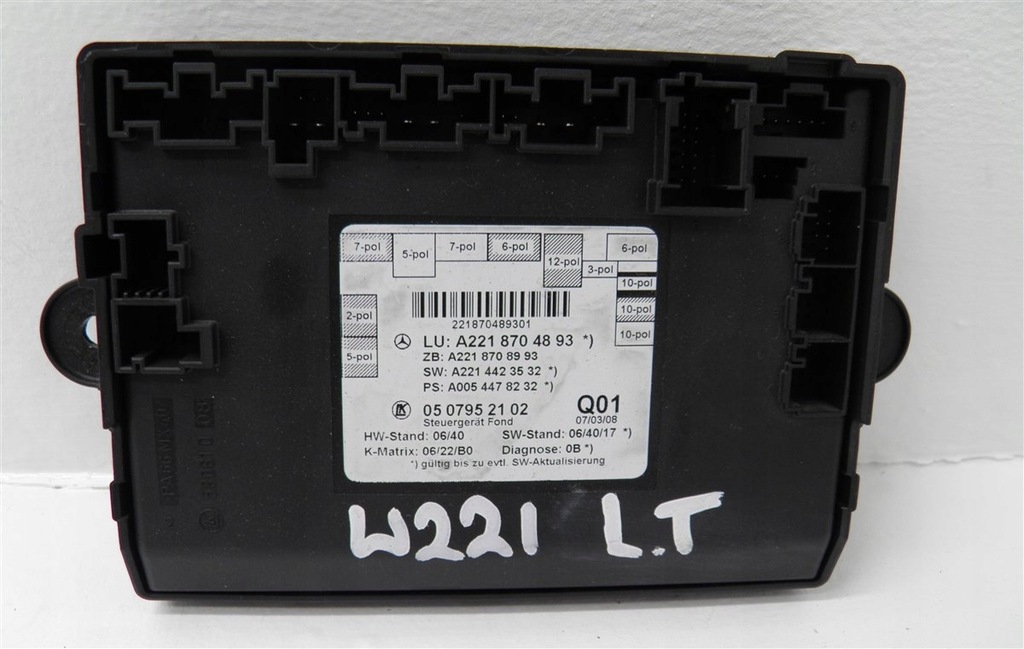 7-pol 5-pol 7-pol 6-pol 12-pol 3-pol 6-pol
10-pol
2-pol 10-pol
5-pol 10-pol
221870489301
LU: A221 870 48 93 *)
ZB: A221 870 89 93
SW: A221 442 35 32 *)
PS: A005 447 82 32 *)
05 0795 21 02 Q01
Steuergerät Fond 07/03/08
HW-Stand: 06/40 SW-Stand: 06/40/17 *)
K-Matrix: 06/22/B0 Diagnose: 0B *)
*) gültig bis zu evtl. SW-Aktualisierung
W221 L.T